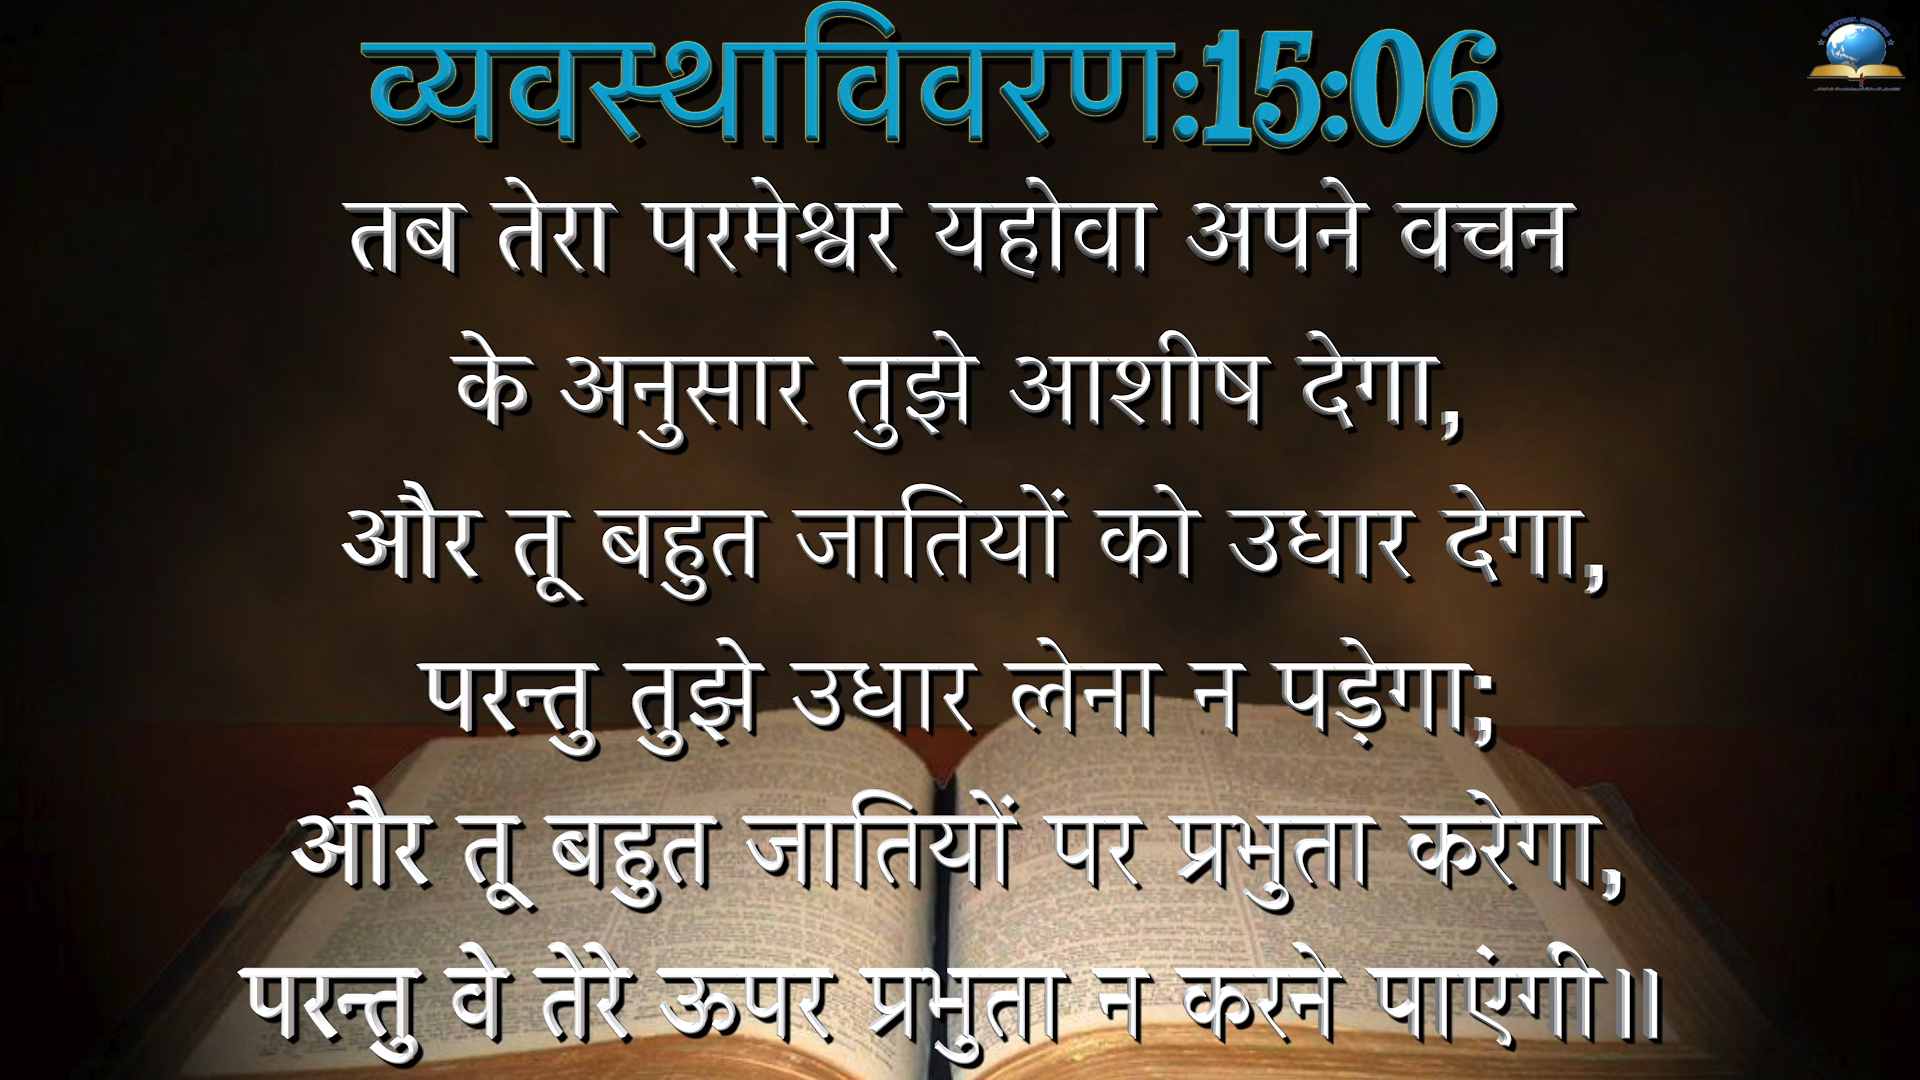 व्यवस्थाविवरण:15:06
तब तेरा परमेश्वर यहोवा अपने वचन
के अनुसार तुझे आशीष देगा,
और तू बहुत जातियों को उधार देगा,
परन्तु तुझे उधार लेना न पड़ेगा;
और तू बहुत जातियों पर प्रभुता करेगा,
परन्तु वे तेरे ऊपर प्रभुता न करने पाएंगी॥